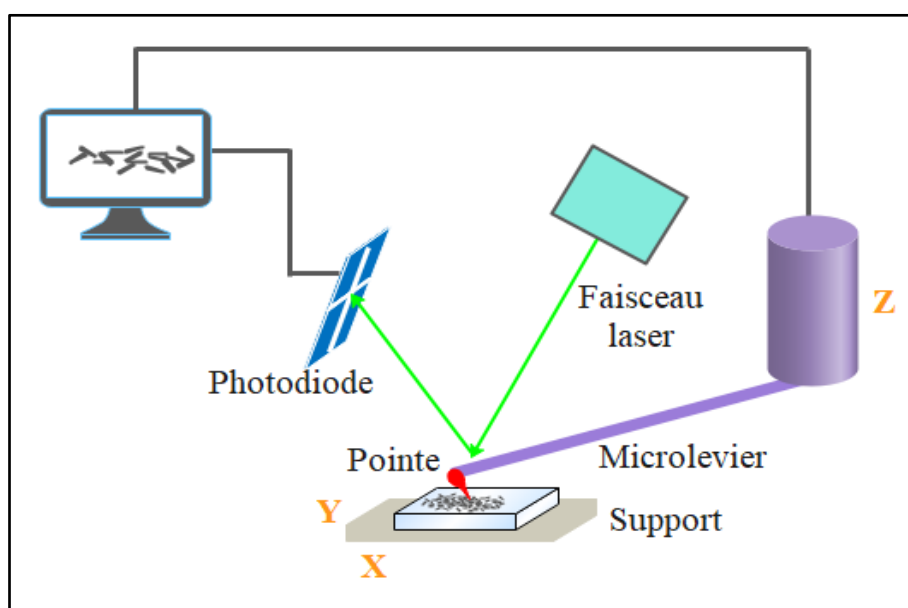 Faisceau
laser
Z
Photodiode
Pointe
Microlevier
Y
Support
X